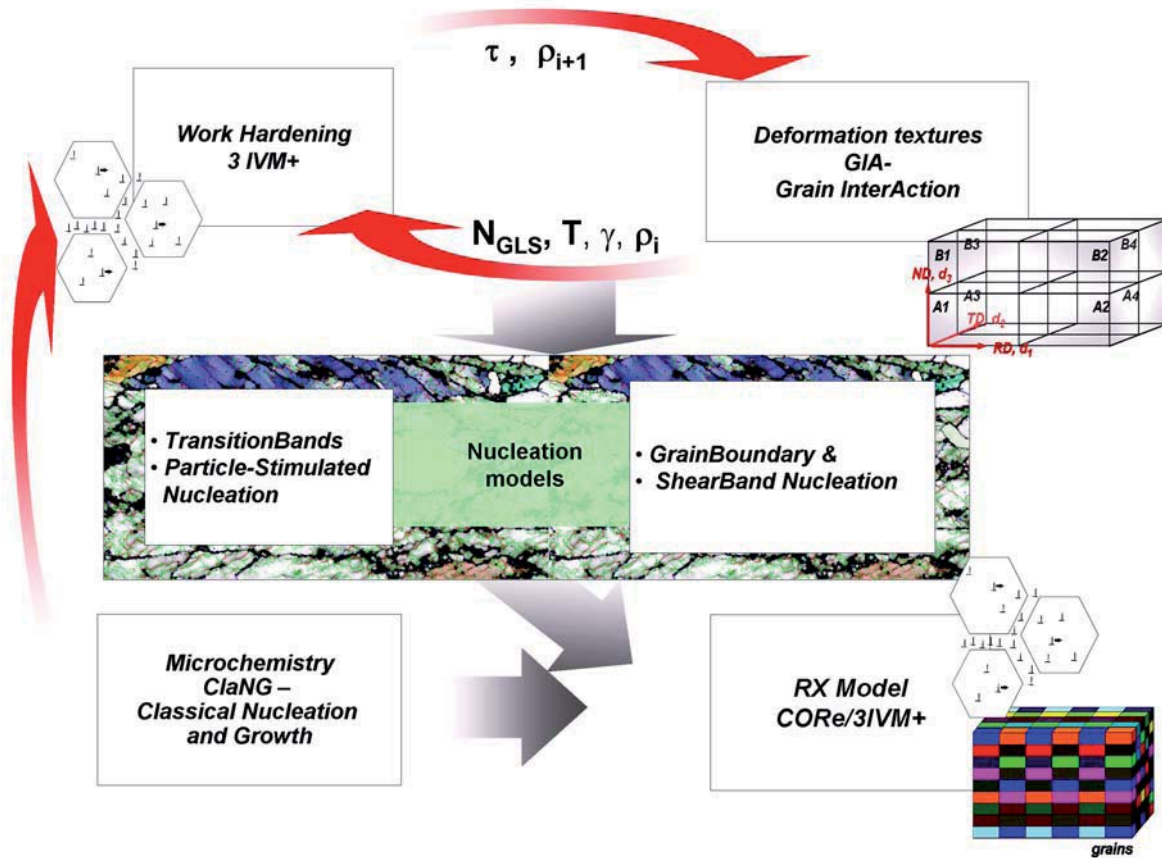 τ , ρi+1
Work Hardening
3 IVM+
Deformation textures
GIA-
Grain InterAction
NGLS, T, γ, ρi
B3
B4
B1
B2
ND, d3
A3
A4
A1
A2
TD, d2
RD, d1
• TransitionBands
• Particle-Stimulated
Nucleation
Nucleation
models
• GrainBoundary &
• ShearBand Nucleation
Microchemistry
ClaNG –
Classical Nucleation
and Growth
RX Model
CORe/3IVM+
grains